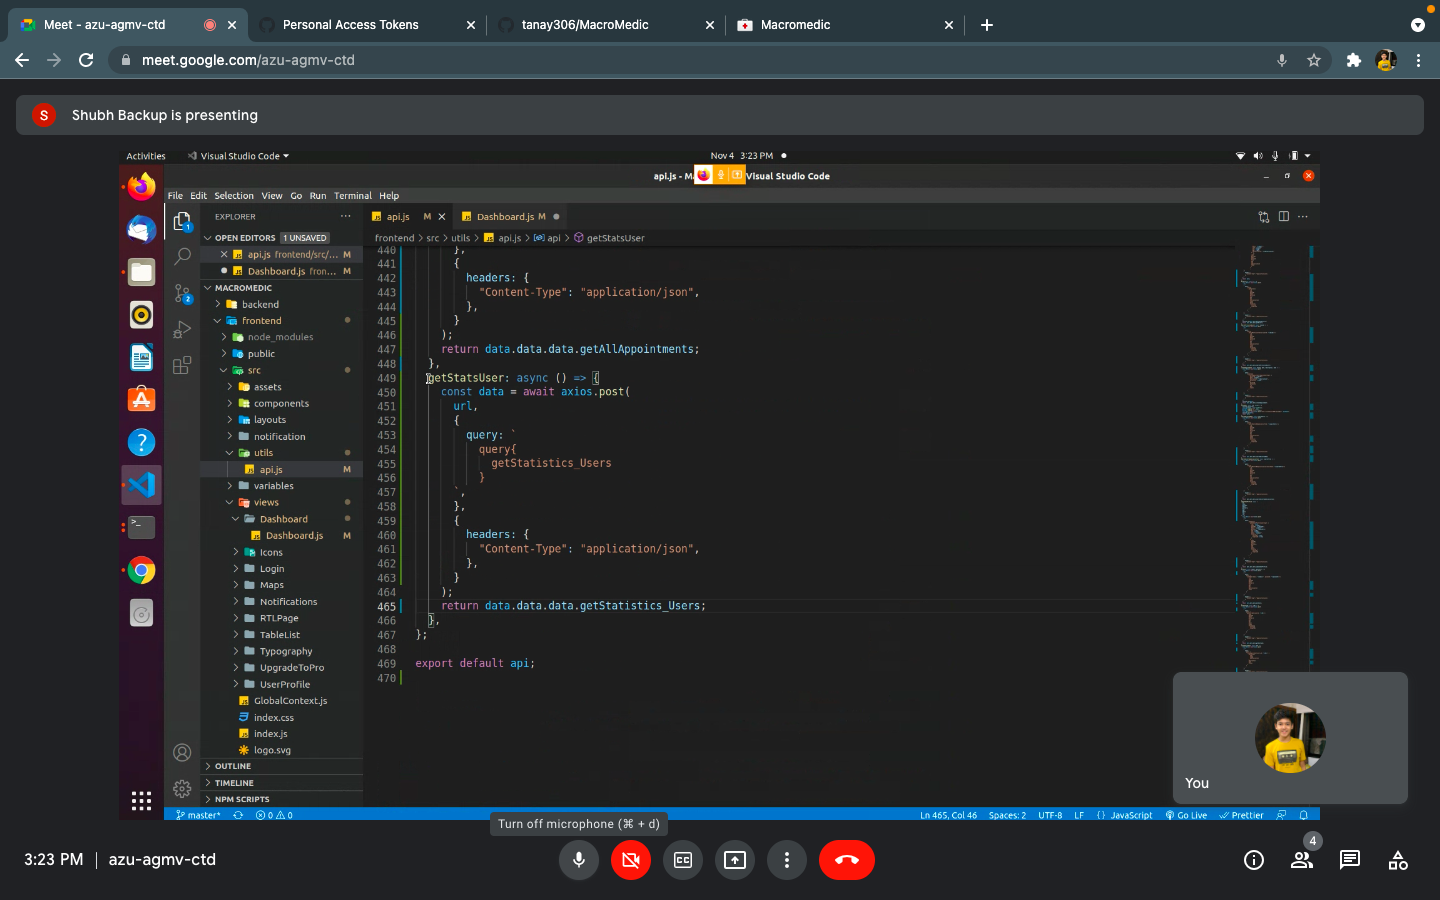 Meet - azu-agmv-ctd
Personal Access Tokens
tanay306/MacroMedic
Macromedic
meet.google.com/azu-agmv-ctd
S
Shubh Backup is presenting
Activities
Visual Studio Code
Nov 4 3:23 PM
api.js - M
Visual Studio Code
File Edit Selection View Go Run Terminal Help
EXPLORER
api.js M
Dashboard.js M
OPEN EDITORS 1 UNSAVED
frontend > src > utils > api.js > api > getStatsUser
api.js frontend/src/... M
Dashboard.js fron... M
MACROMEDIC
backend
frontend
node_modules
public
src
assets
components
layouts
notification
utils
api.js M
variables
views
Dashboard
Dashboard.js M
Icons
Login
Maps
Notifications
RTLPage
TableList
Typography
UpgradeToPro
UserProfile
GlobalContext.js
index.css
index.js
logo.svg
OUTLINE
TIMELINE
NPM SCRIPTS
1
2
440 },
441 {
442 headers: {
443 "Content-Type": "application/json",
444 },
445 }
446 );
447 return data.data.data.getAllAppointments;
448 },
449 getStatsUser: async () => {
450 const data = await axios.post(
451 url,
452 {
453 query: `
454 query{
455 getStatistics_Users
456 }
457 `,
458 },
459 {
460 headers: {
461 "Content-Type": "application/json",
462 },
463 }
464 );
465 return data.data.data.getStatistics_Users;
466 },
467 };
468
469 export default api;
470
You
master* 0 0
Ln 465, Col 46 Spaces: 2 UTF-8 LF {} JavaScript Go Live Prettier
Turn off microphone (⌘ + d)
3:23 PM | azu-agmv-ctd
CC
4